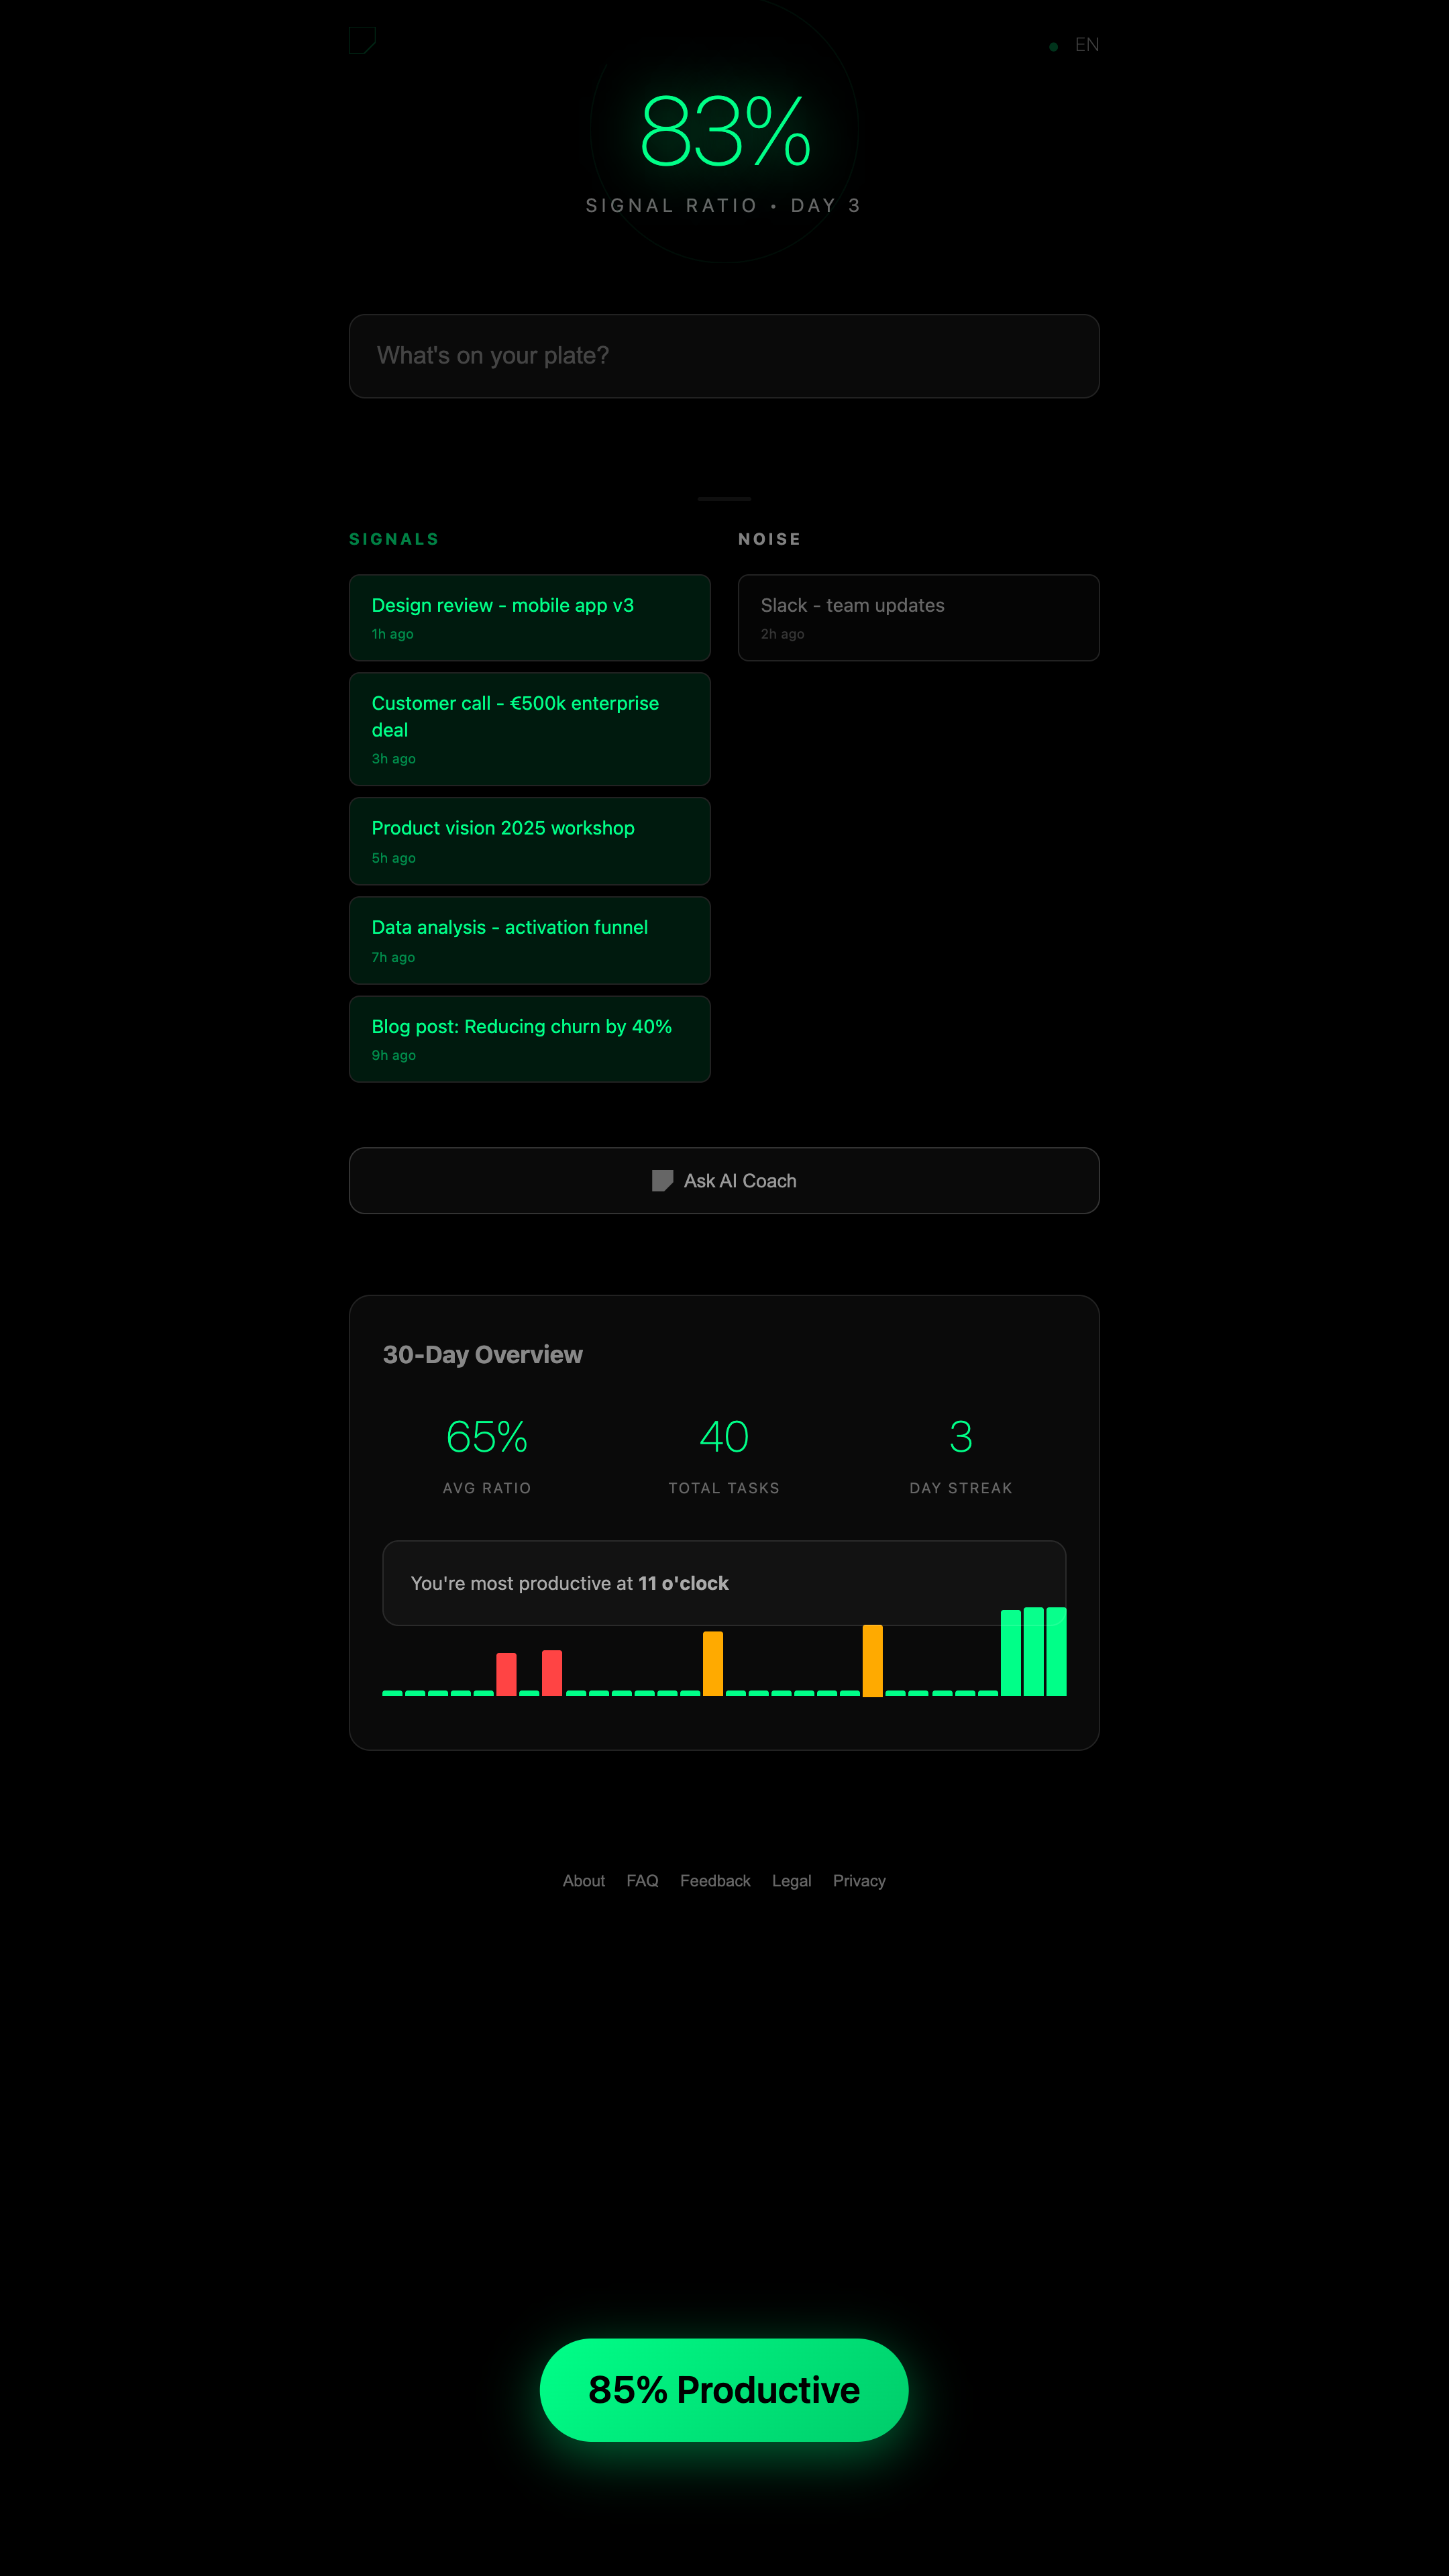 EN
83%
SIGNAL RATIO • DAY 3
What's on your plate?
SIGNALS
Design review - mobile app v3
1h ago
Customer call - €500k enterprise
deal
3h ago
Product vision 2025 workshop
5h ago
Data analysis - activation funnel
7h ago
Blog post: Reducing churn by 40%
9h ago
NOISE
Slack - team updates
2h ago
Ask AI Coach
30-Day Overview
65%
AVG RATIO
40
TOTAL TASKS
3
DAY STREAK
You're most productive at 11 o'clock
About FAQ Feedback Legal Privacy
85% Productive